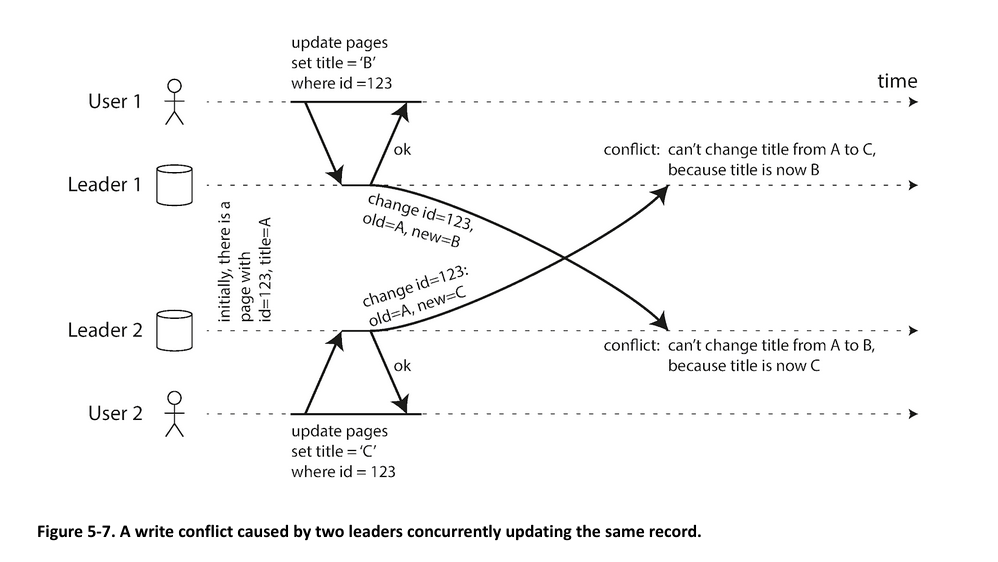 update pages
set title = ‘B’
where id =123
time
User 1
ok
conflict: can’t change title from A to C,
because title is now B
Leader 1
change id=123,
old=A, new=B
initially, there is a
page with
id=123, title=A
change id=123:
old=A, new=C
Leader 2
conflict: can’t change title from A to B,
because title is now C
ok
User 2
update pages
set title = ‘C’
where id = 123
Figure 5-7. A write conflict caused by two leaders concurrently updating the same record.